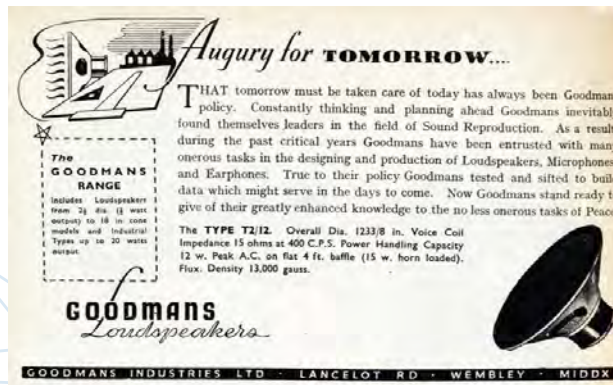 Augury for TOMORROW....
THAT tomorrow must be taken care of today has always been Goodman
policy. Constantly thinking and planning ahead Goodmans inevitabl
found themselves leaders in the field of Sound Reproduction. As a resul
during the past critical years Goodmans have been entrusted with man
onerous tasks in the designing and production of Loudspeakers, Microphone
and Earphones. True to their policy Goodmans tested and sifted to buil
data which might serve in the days to come. Now Goodmans stand ready t
give of their greatly enhanced knowledge to the no less onerous tasks of Peac
The
GOODMANS
RANGE
Includes Loudspeakers
from 2½ dia. (¼ watt
output) to 18 in cone
models and Industrial
Types up to 20 watts
output.
The TYPE T2/12. Overall Dia. 1233/8 in. Voice Coil
Impedance 15 ohms at 400 C.P.S. Power Handling Capacity
12 w. Peak A.C. on flat 4 ft. baffle (15 w. horn loaded).
Flux. Density 13,000 gauss.
GOODMANS
Loudspeakers
GOODMANS INDUSTRIES LTD · LANCELOT RD · WEMBLEY · MIDDX